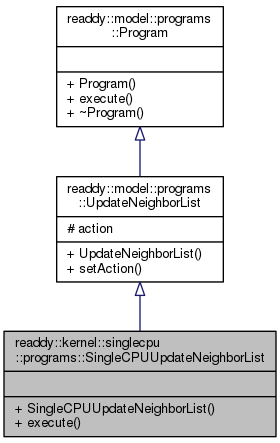 readdy::model::programs
::Program
+ Program()
+ execute()
+ ~Program()
readdy::model::programs
::UpdateNeighborList
# action
+ UpdateNeighborList()
+ setAction()
readdy::kernel::singlecpu
::programs::SingleCPUUpdateNeighborList
+ SingleCPUUpdateNeighborList()
+ execute()